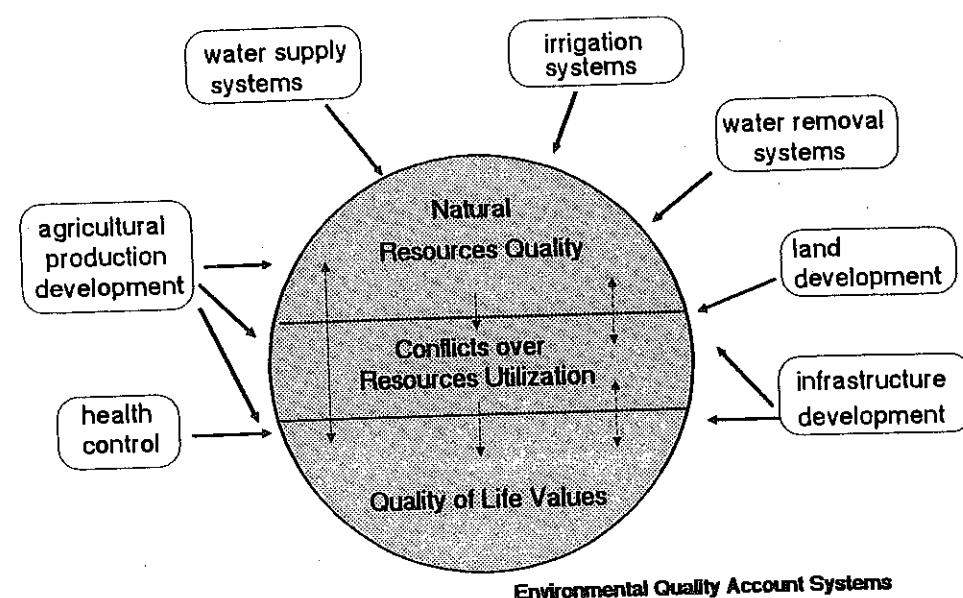 water supply
systems
irrigation
systems
water removal
systems
agricultural
production
development
Natural
Resources Quality
land
development
Conflicts over
Resources Utilization
infrastructure
development
health
control
Quality of Life Values
Environmental Quality Account Systems